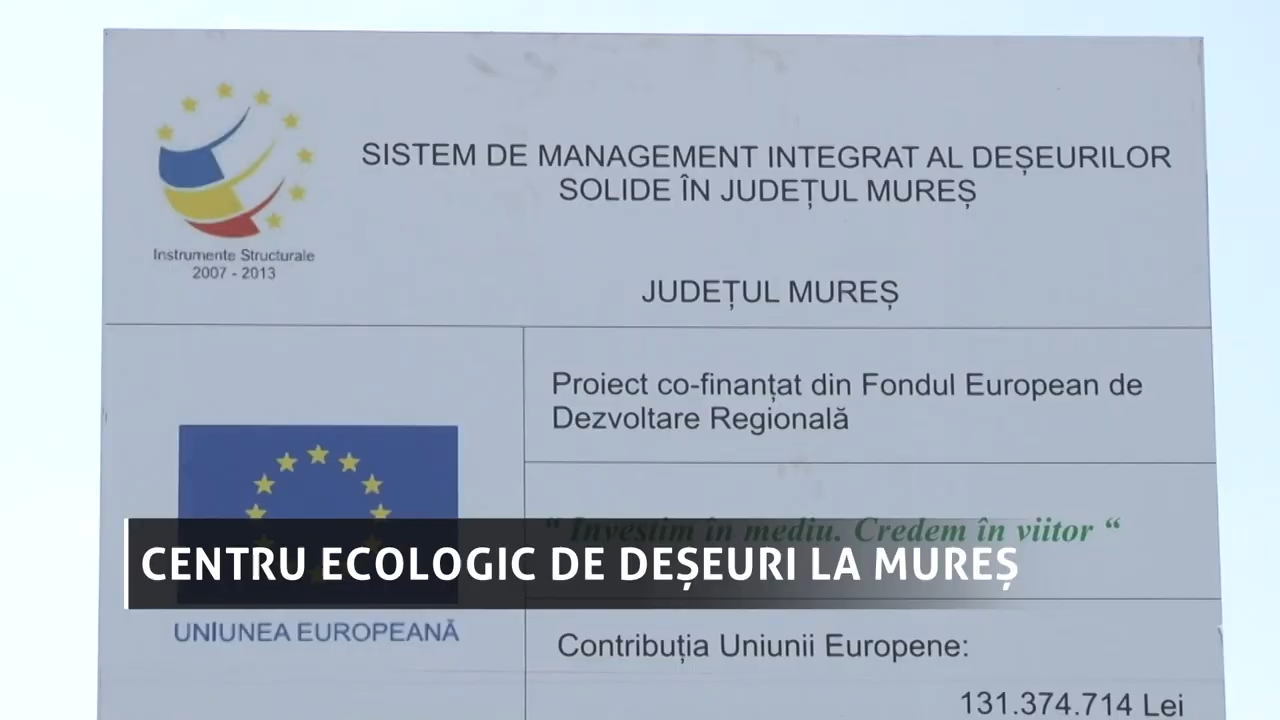 SISTEM DE MANAGEMENT INTEGRAT AL DEȘEURILOR
SOLIDE ÎN JUDEȚUL MUREȘ
Instrumente Structurale
2007 - 2013
JUDEȚUL MUREȘ
Proiect co-finanțat din Fondul European de
Dezvoltare Regională
“ Investim în mediu. Credem în viitor “
CENTRU ECOLOGIC DE DEȘEURI LA MUREȘ
UNIUNEA EUROPEANĂ
Contribuția Uniunii Europene:
131.374.714 Lei